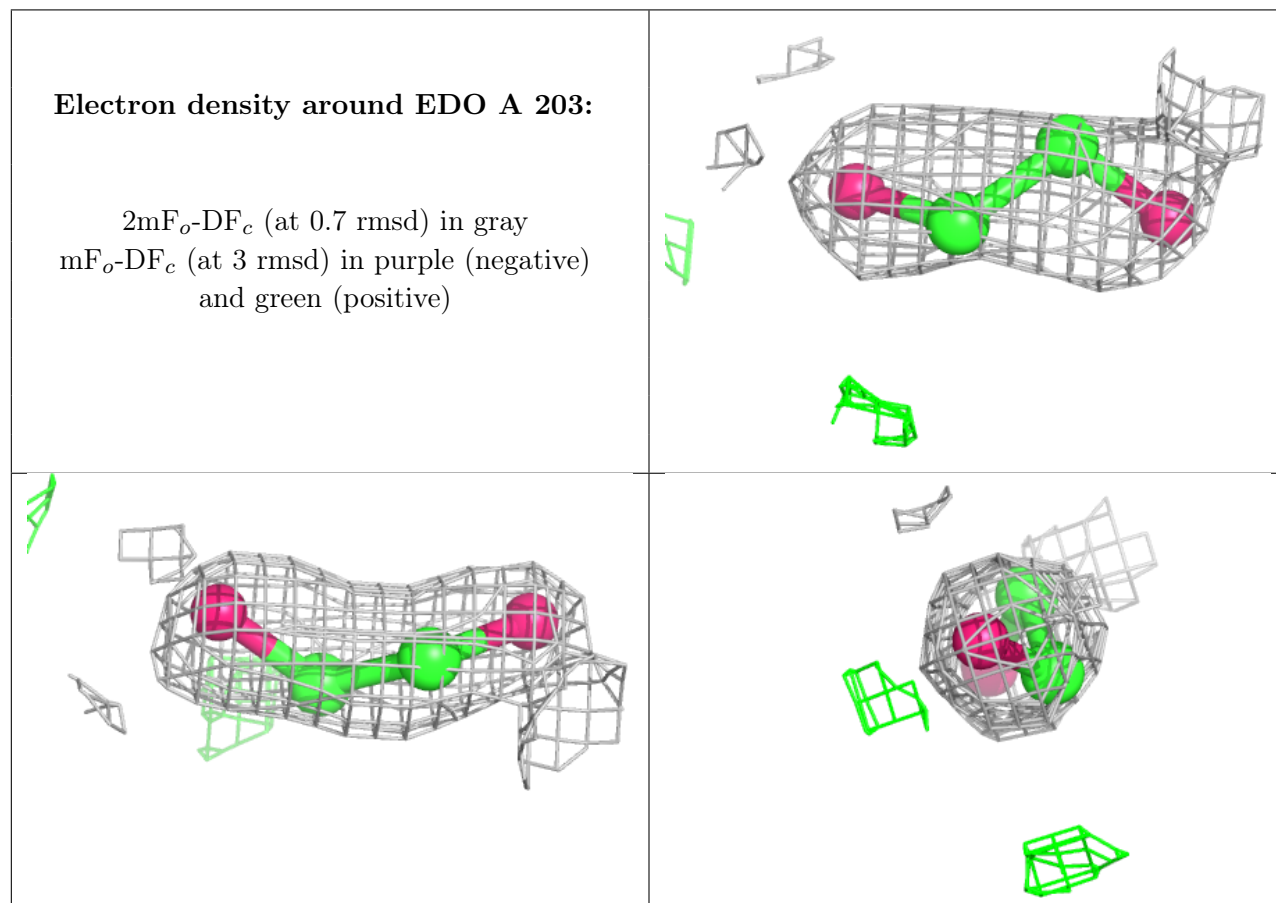 Electron density around EDO A 203:
2mFo-DFc (at 0.7 rmsd) in gray
mFo-DFc (at 3 rmsd) in purple (negative)
and green (positive)